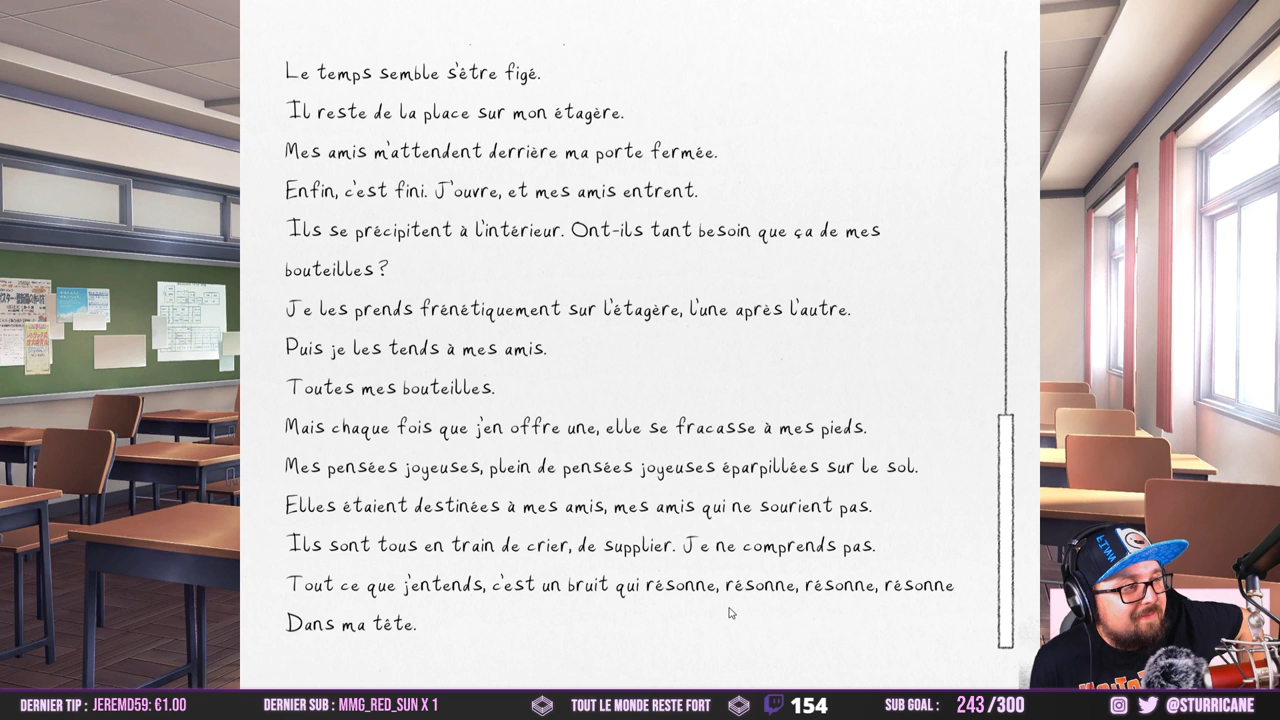 Le temps semble s'être figé.
Il reste de la place sur mon étagère.
Mes amis m'attendent derrière ma porte fermée.
Enfin, c'est fini. J'ouvre, et mes amis entrent.
Ils se précipitent à l'intérieur. Ont-ils tant besoin que ça de mes
bouteilles ?
Je les prends frénétiquement sur l'étagère, l'une après l'autre.
Puis je les tends à mes amis.
Toutes mes bouteilles.
Mais chaque fois que j'en offre une, elle se fracasse à mes pieds.
Mes pensées joyeuses, plein de pensées joyeuses éparpillées sur le sol.
Elles étaient destinées à mes amis, mes amis qui ne sourient pas.
Ils sont tous en train de crier, de supplier. Je ne comprends pas.
Tout ce que j'entends, c'est un bruit qui résonne, résonne, résonne, résonne
Dans ma tête.
DERNIER TIP : JEREMD59: €1.00 DERNIER SUB : MMG_RED_SUN X 1 TOUT LE MONDE RESTE FORT 154 SUB GOAL : 243 /300 @STURRICANE